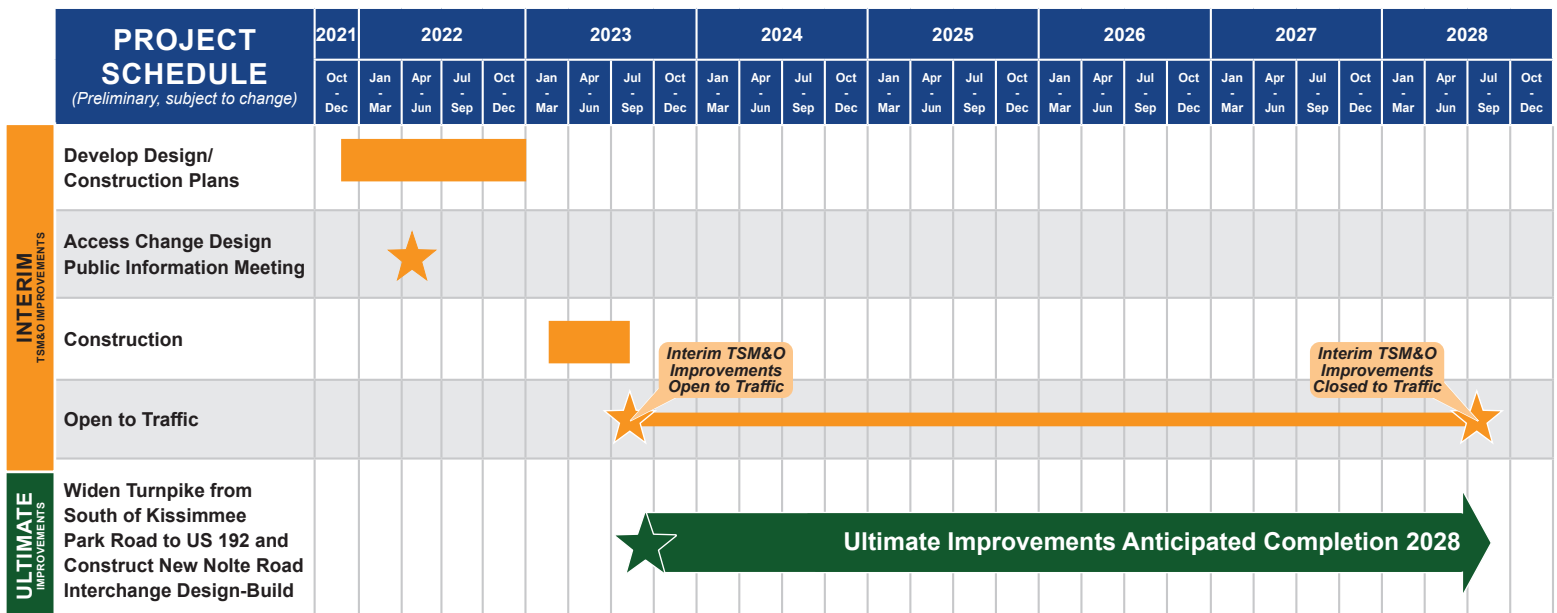 PROJECT
SCHEDULE
(Preliminary, subject to change)
2021 2022 2023 2024 2025 2026 2027 2028
Oct - Dec Jan - Mar Apr - Jun Jul - Sep Oct - Dec Jan - Mar Apr - Jun Jul - Sep Oct - Dec Jan - Mar Apr - Jun Jul - Sep Oct - Dec Jan - Mar Apr - Jun Jul - Sep Oct - Dec Jan - Mar Apr - Jun Jul - Sep Oct - Dec Jan - Mar Apr - Jun Jul - Sep Oct - Dec Jan - Mar Apr - Jun Jul - Sep Oct - Dec
INTERIM
TSM&O IMPROVEMENTS
Develop Design/
Construction Plans
Access Change Design
Public Information Meeting
Construction
Interim TSM&O
Improvements
Open to Traffic
Interim TSM&O
Improvements
Closed to Traffic
Open to Traffic
ULTIMATE
IMPROVEMENTS
Widen Turnpike from
South of Kissimmee
Park Road to US 192 and
Construct New Nolte Road
Interchange Design-Build
Ultimate Improvements Anticipated Completion 2028